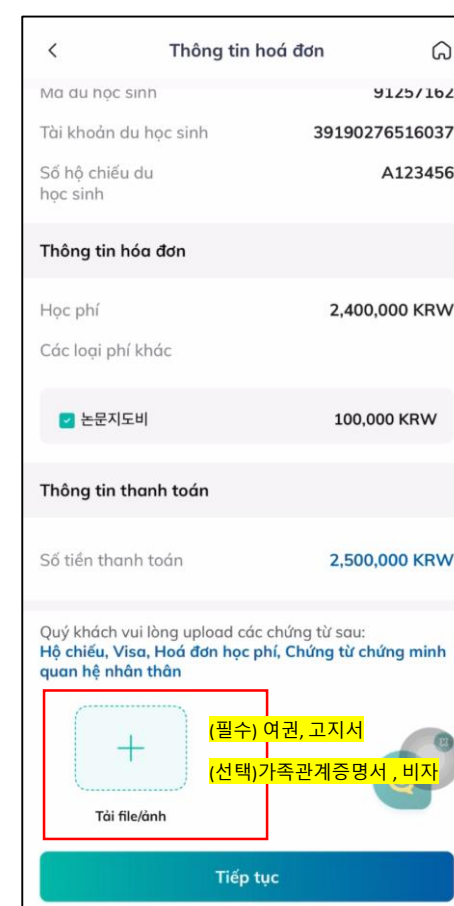 Thông tin hoá đơn
Mã du học sinh 91257162
Tài khoản du học sinh 39190276516037
Số hộ chiếu du A123456
học sinh
Thông tin hóa đơn
Học phí 2,400,000 KRW
Các loại phí khác
논문지도비 100,000 KRW
Thông tin thanh toán
Số tiền thanh toán 2,500,000 KRW
Quý khách vui lòng upload các chứng từ sau:
Hộ chiếu, Visa, Hoá đơn học phí, Chứng từ chứng minh
quan hệ nhân thân
(필수) 여권, 고지서
(선택)가족관계증명서 , 비자
Tải file/ảnh
Tiếp tục